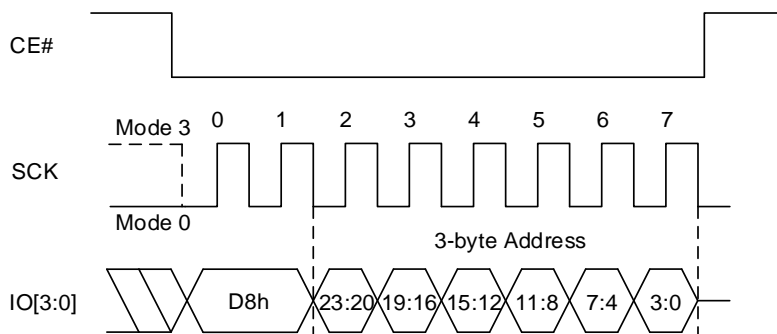 CE#
Mode 3 0 1 2 3 4 5 6 7
SCK
Mode 0
3-byte Address
IO[3:0] D8h 23:20 19:16 15:12 11:8 7:4 3:0